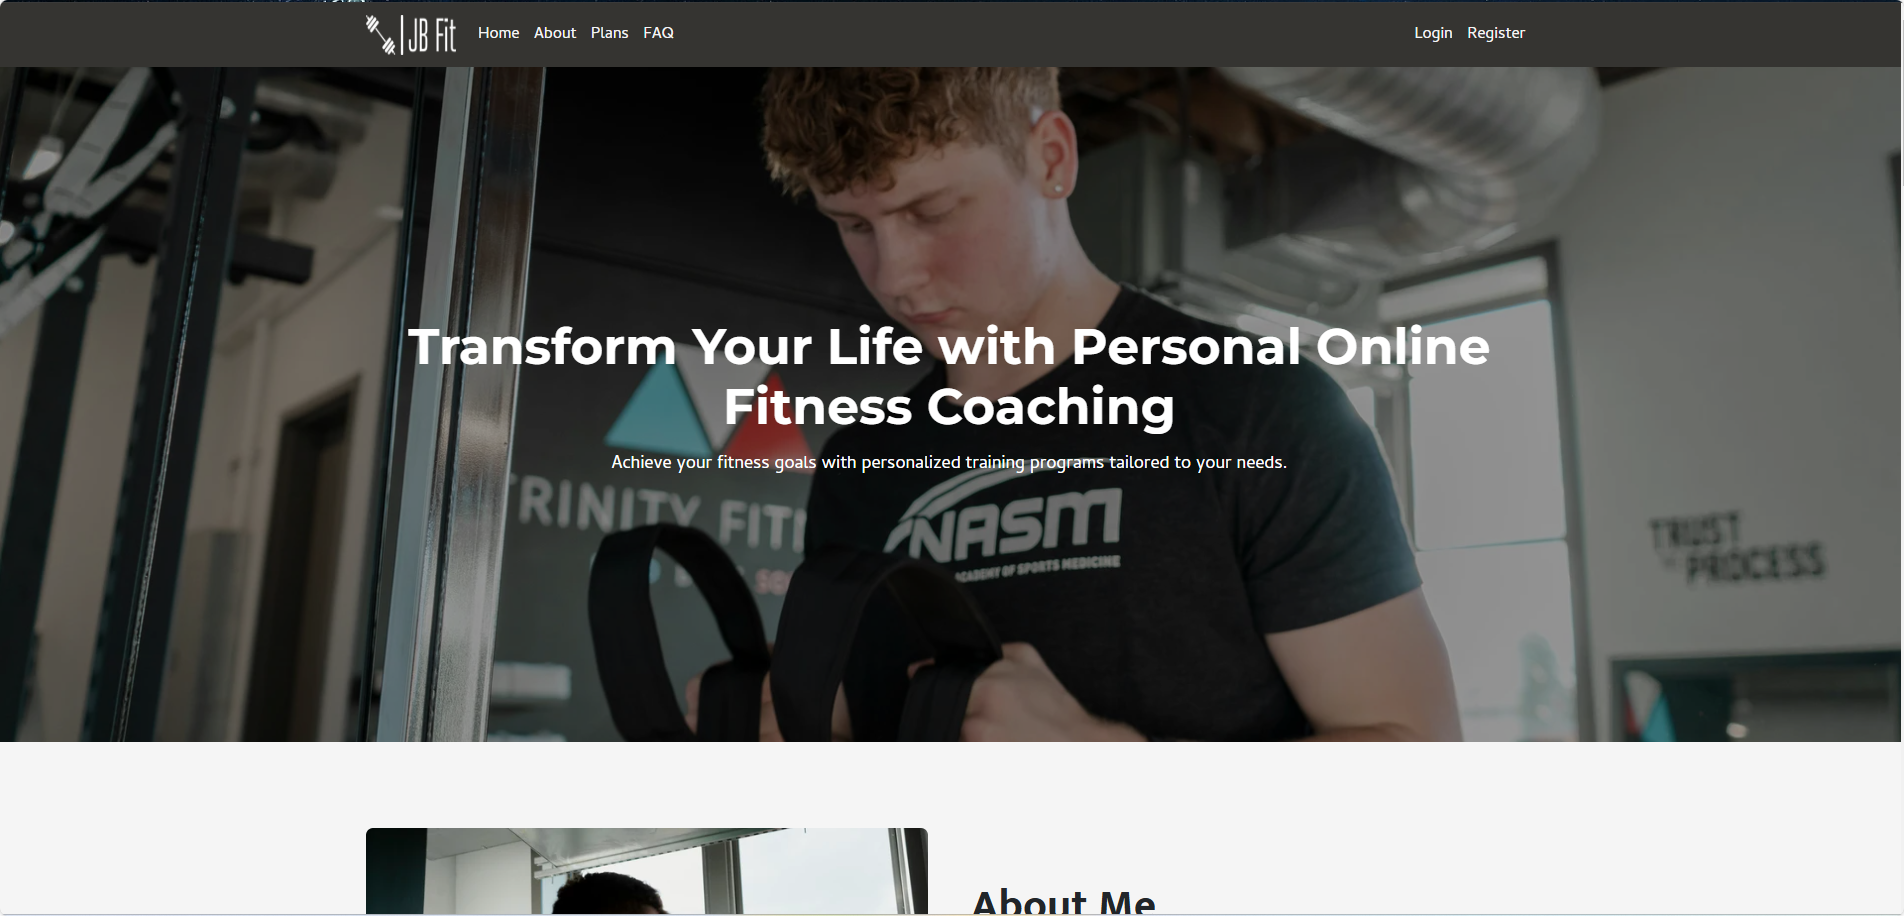 JB Fit
Home About Plans FAQ
Login Register
Transform Your Life with Personal Online
Fitness Coaching
Achieve your fitness goals with personalized training programs tailored to your needs.
TRINITY FIT
NASM
ACADEMY OF SPORTS MEDICINE
TRUST
PROCESS
About Me